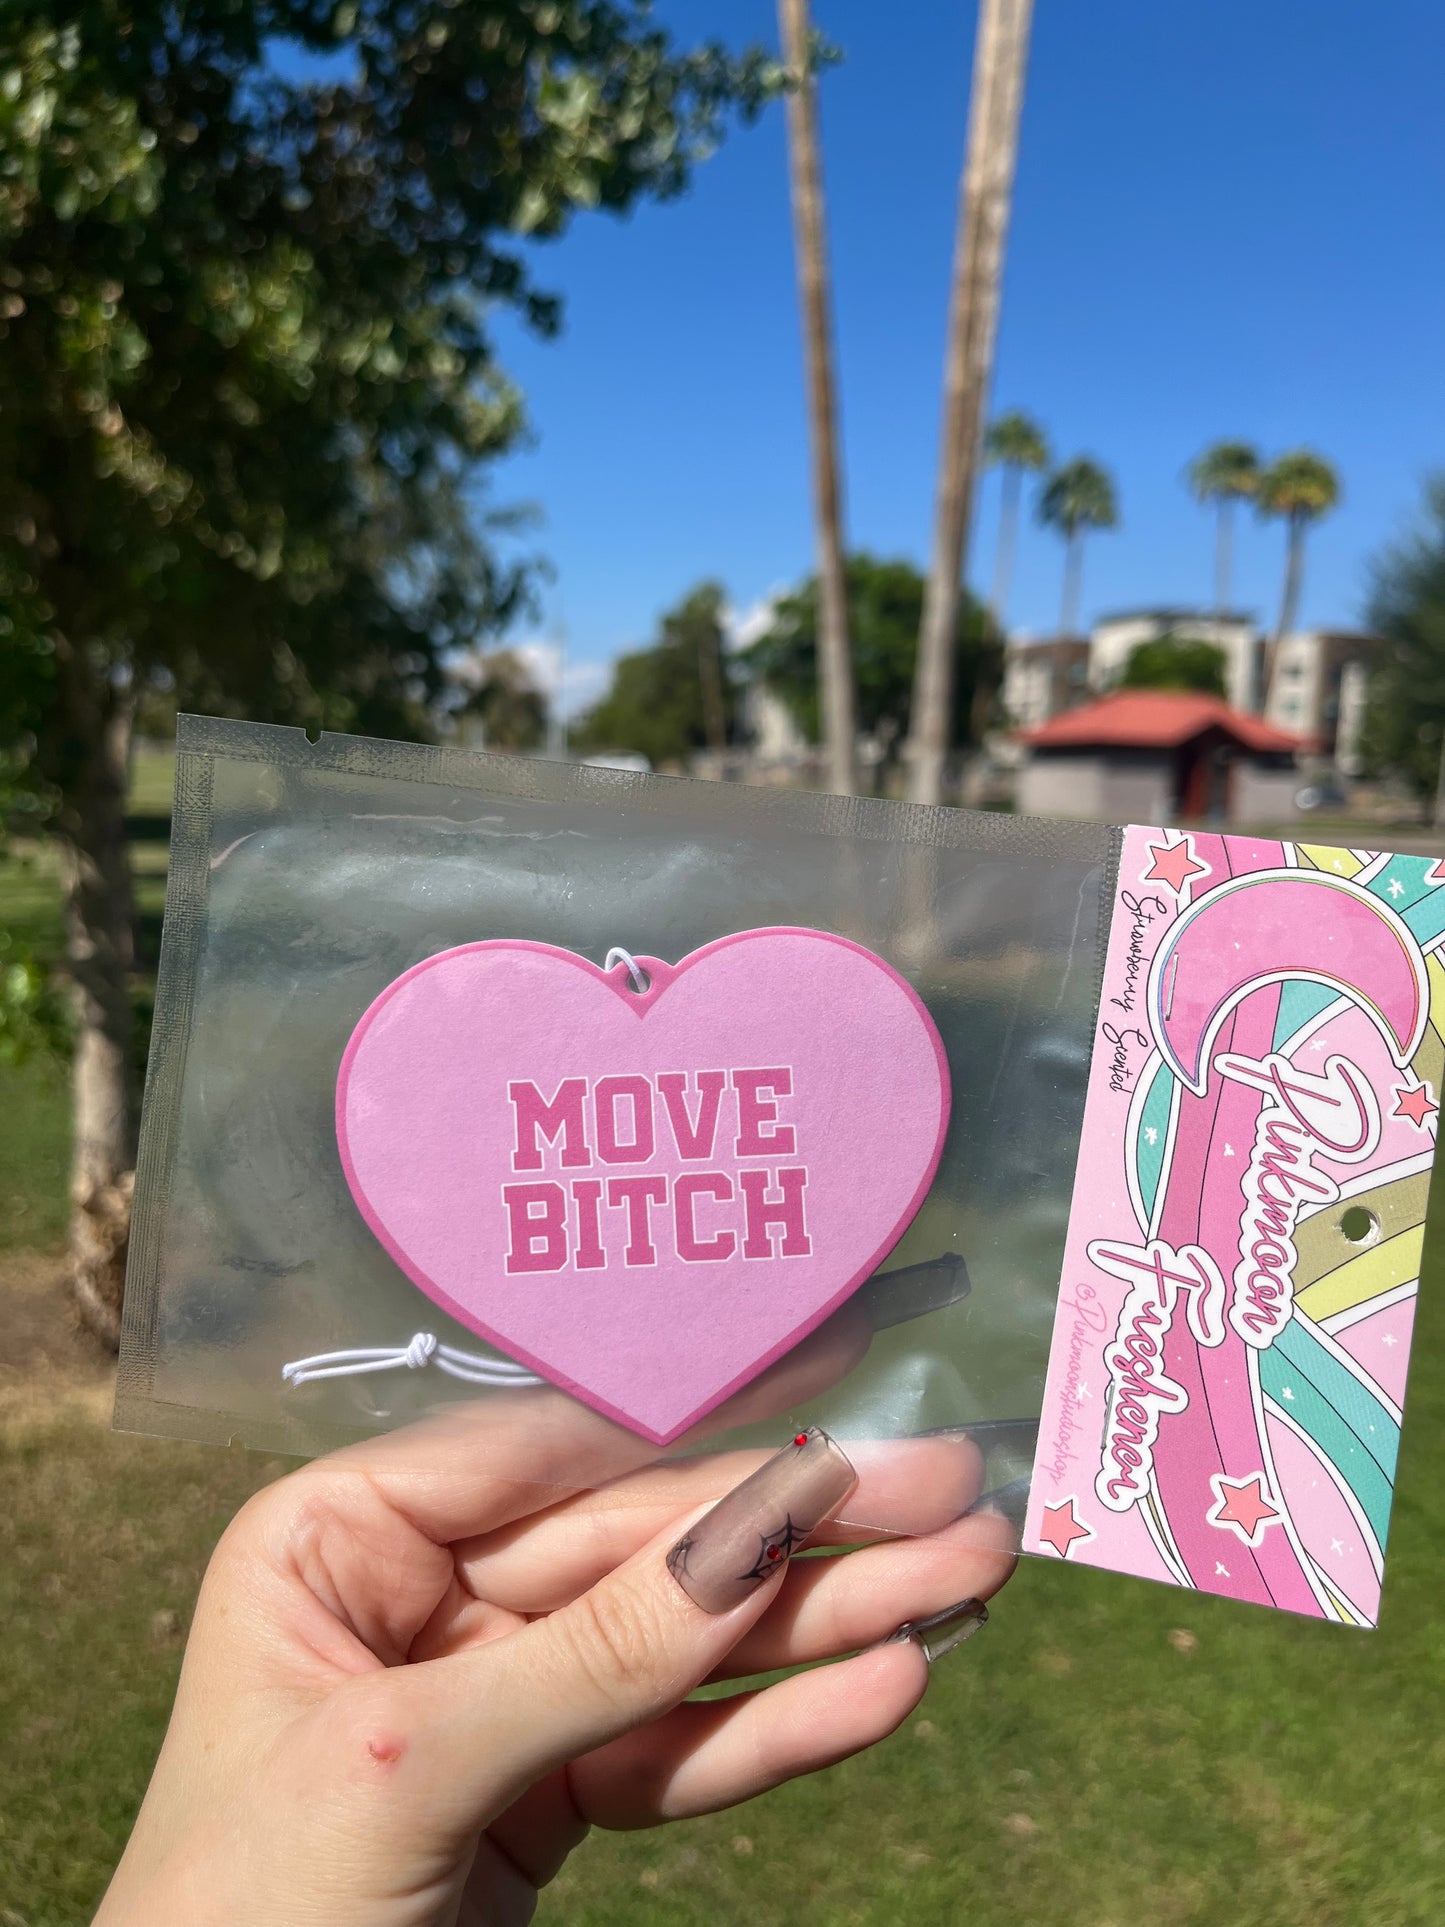 MOVE
BITCH
Strawberry Scented
Pinkmoon
Freshener
@Pinkmoonstudioshop